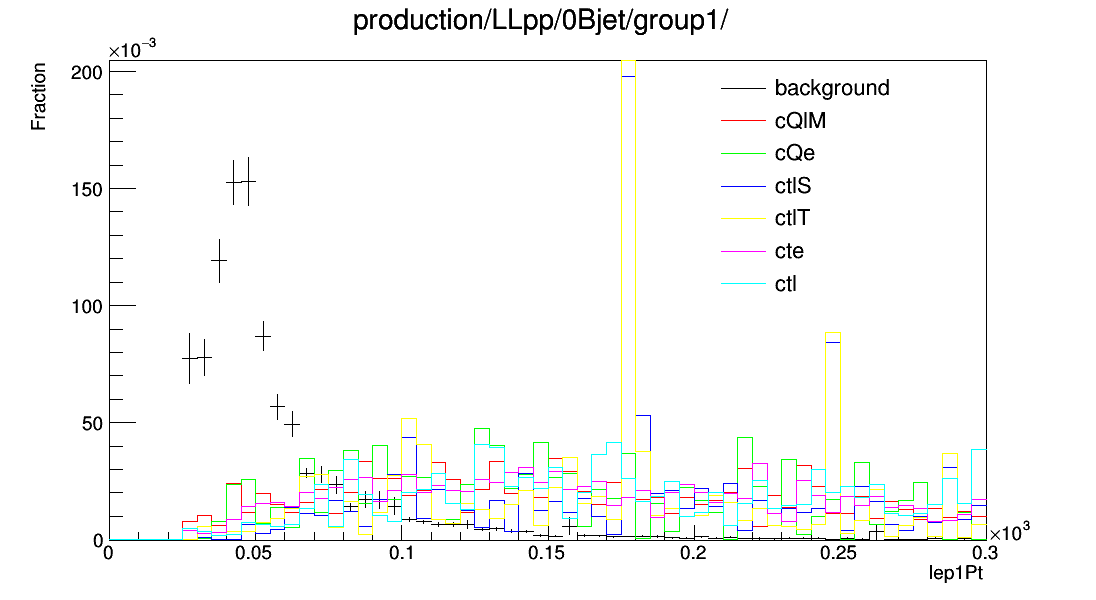 production/LLpp/0Bjet/group1/
×10⁻³
Fraction
200
150
100
50
0
background
cQlM
cQe
ctlS
ctlT
cte
ctl
0 0.05 0.1 0.15 0.2 0.25 0.3
×10³
lep1Pt